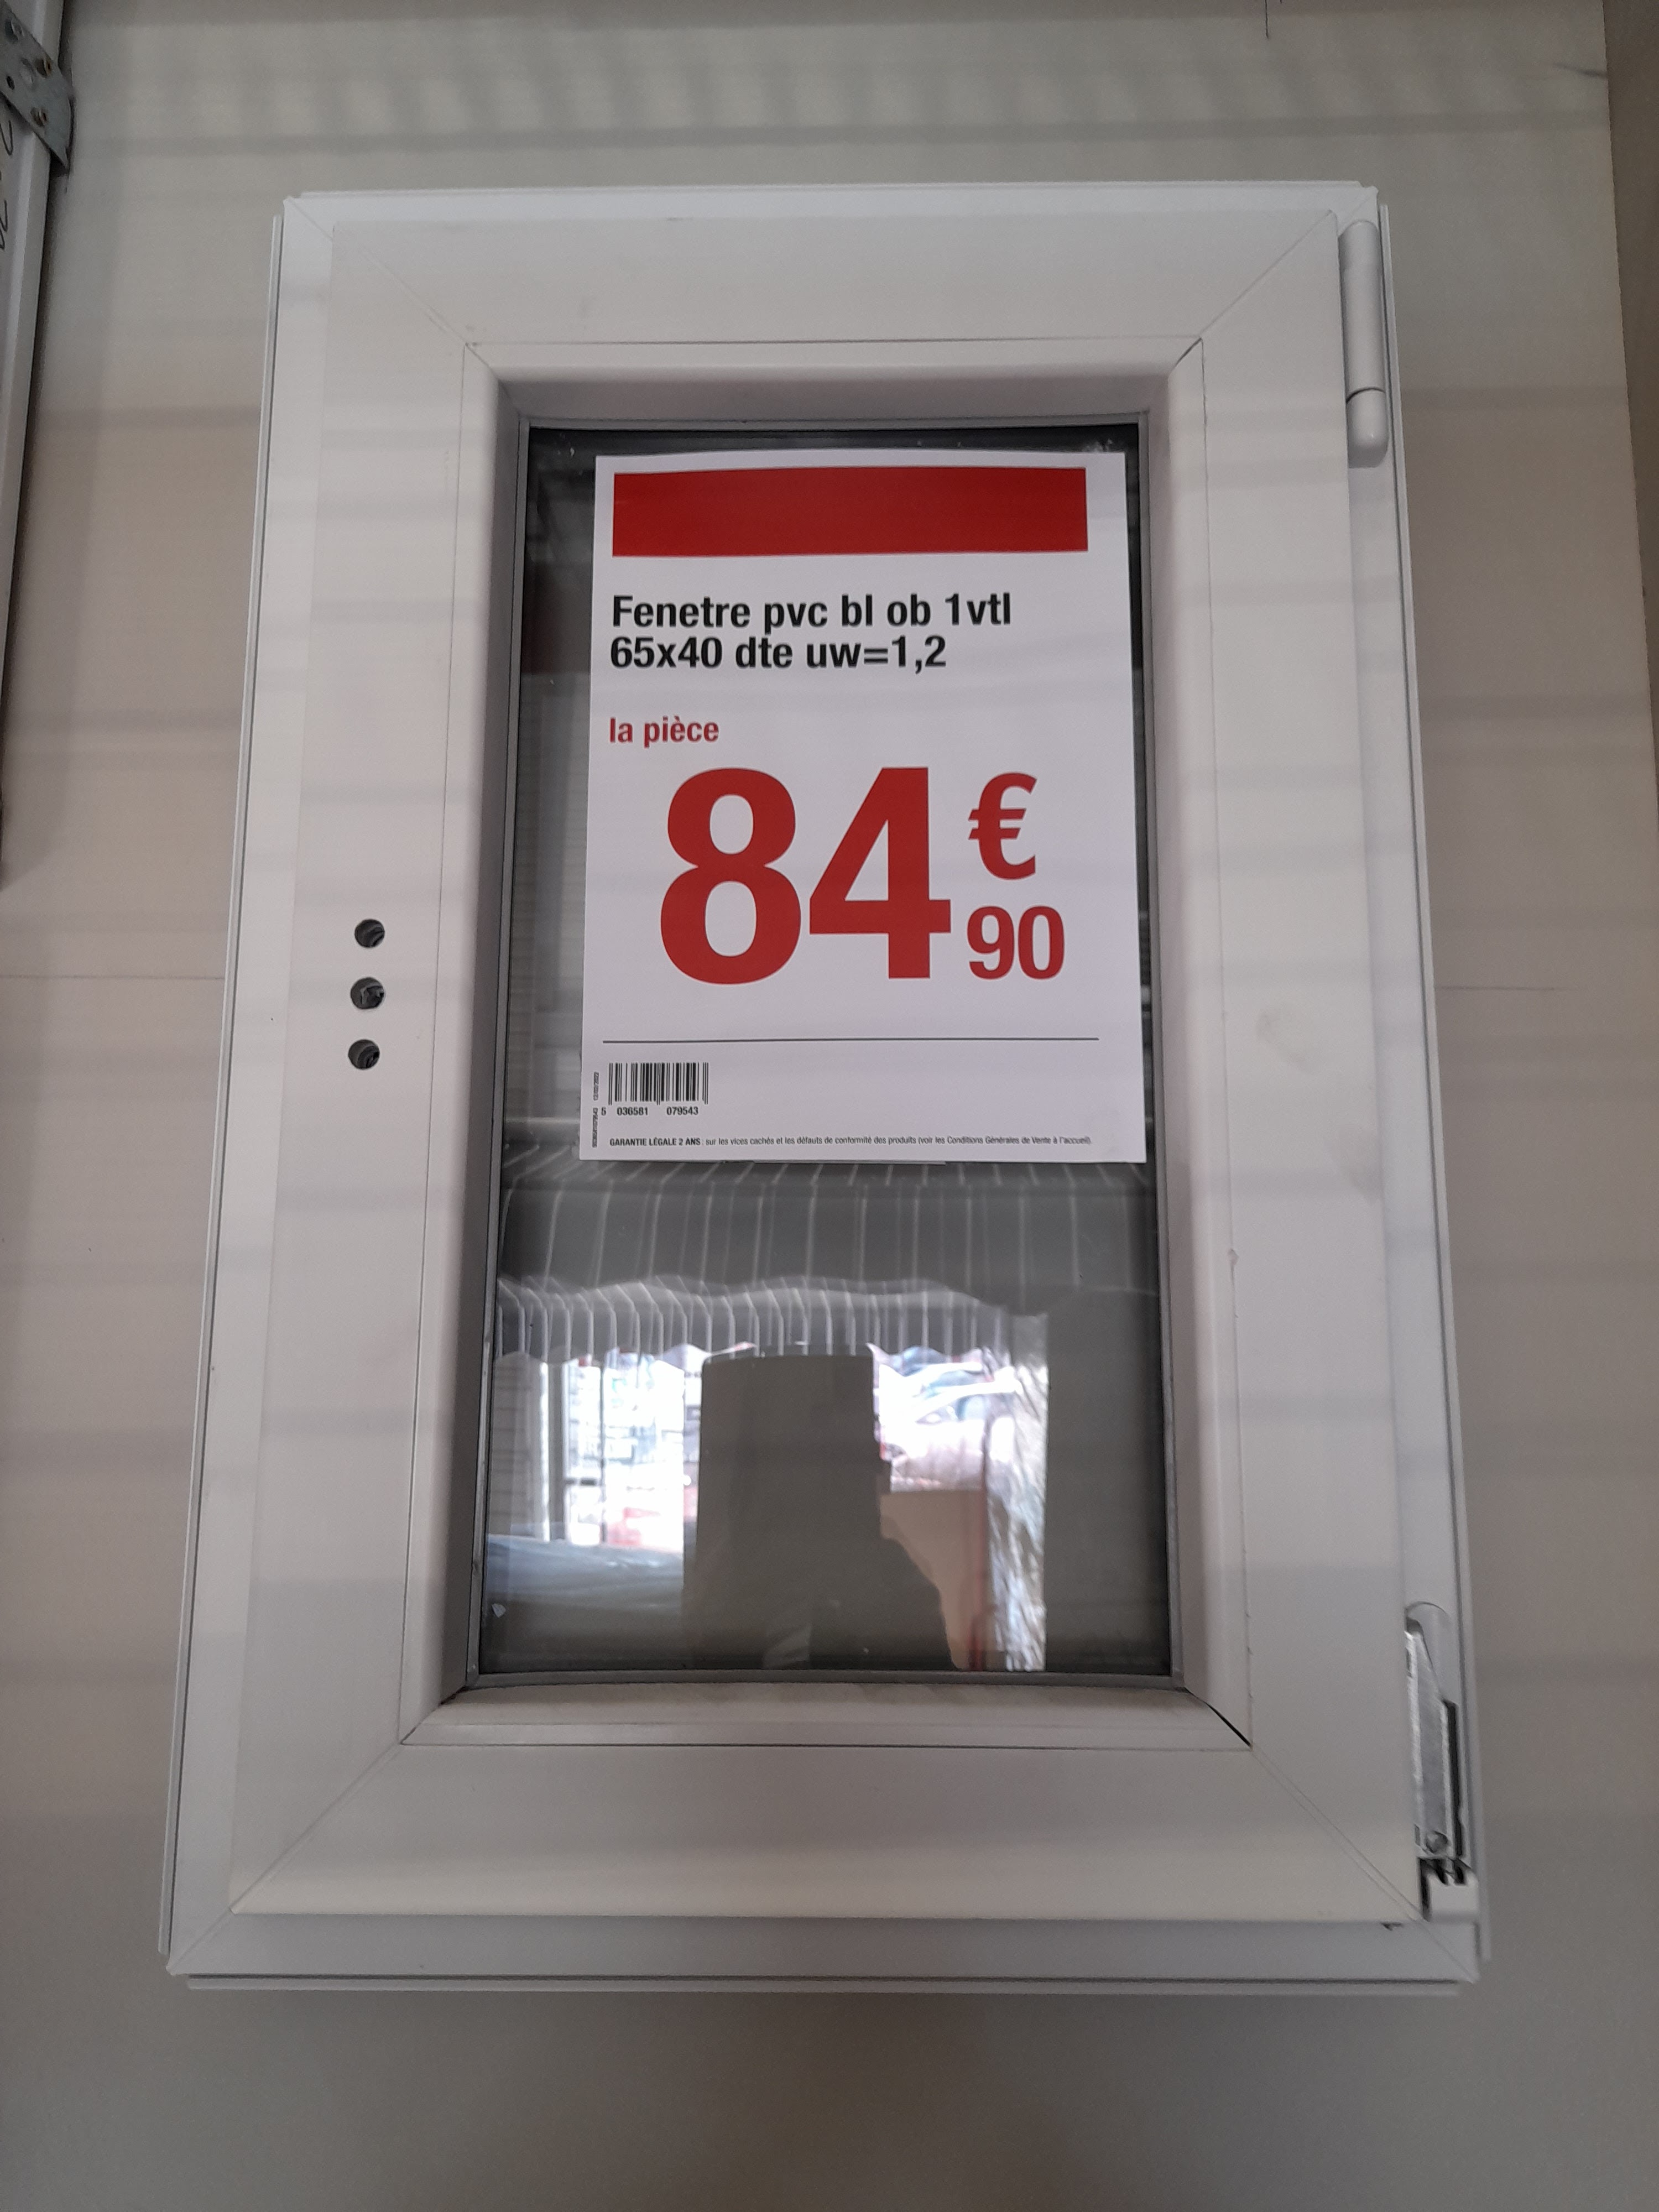 Fenetre pvc bl ob 1vtl
65x40 dte uw=1,2
la pièce
84€
90
5 036581 079543
GARANTIE LÉGALE 2 ANS : sur les vices cachés et les défauts de conformité des produits (voir les Conditions Générales de Vente à l'accueil).